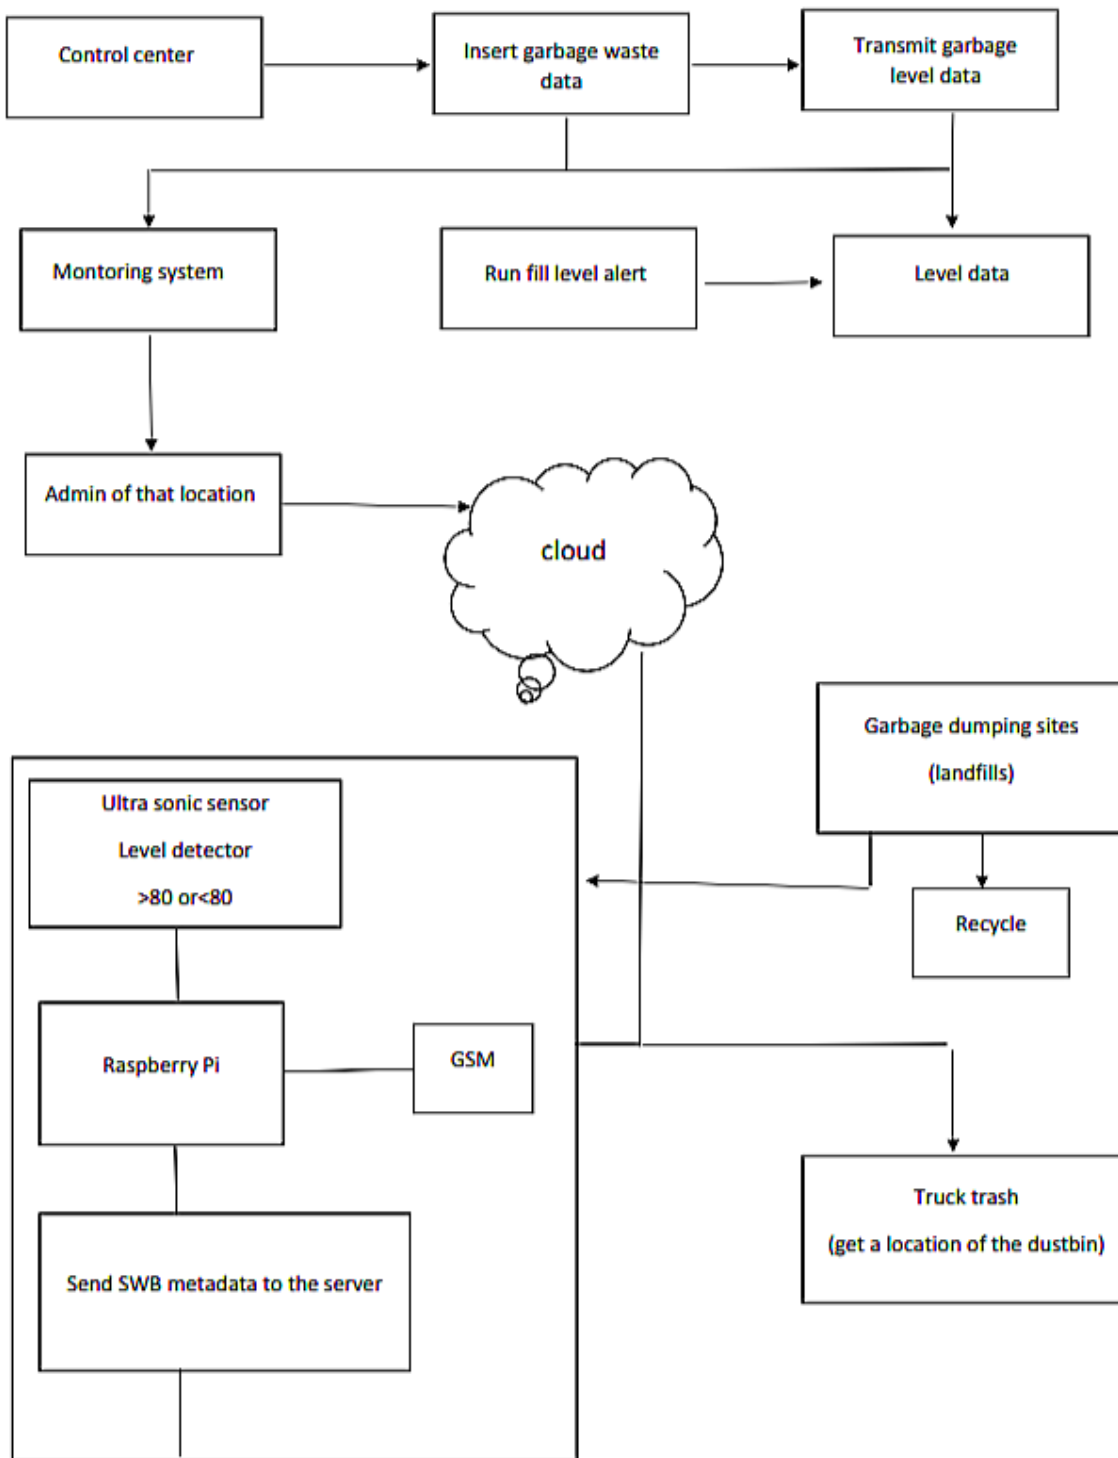 Control center
Insert garbage waste
data
Transmit garbage
level data
Montoring system
Run fill level alert
Level data
Admin of that location
cloud
Garbage dumping sites
(landfills)
Ultra sonic sensor
Level detector
>80 or<80
Recycle
Raspberry Pi
GSM
Truck trash
(get a location of the dustbin)
Send SWB metadata to the server